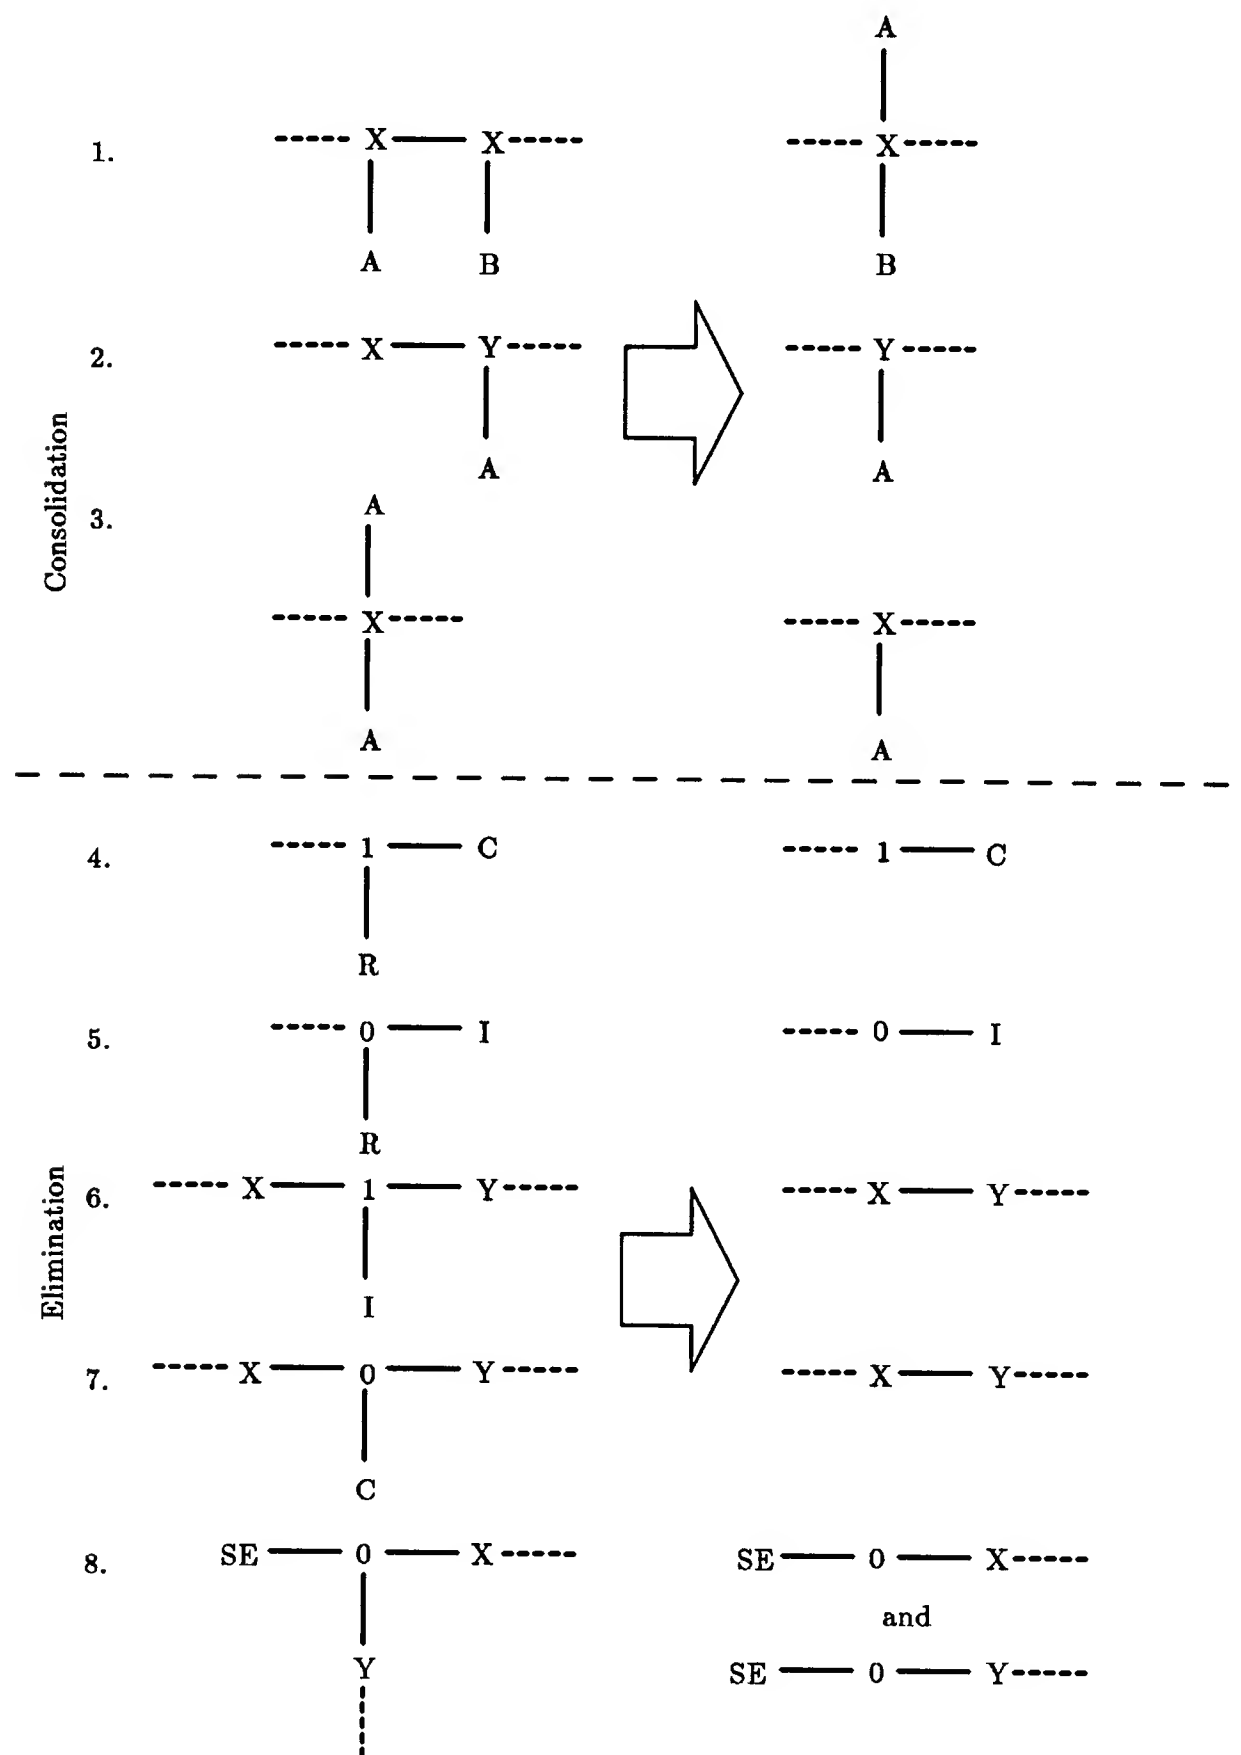 A
1.
X X
X
A B
B
2.
X Y
Y
A
A
Consolidation
3.
A
X
X
A
A
4.
1 C
1 C
R
5.
0 I
0 I
R
Elimination
6.
X 1 Y
X Y
I
7.
X 0 Y
X Y
C
8.
SE 0 X
SE 0 X
and
Y
SE 0 Y